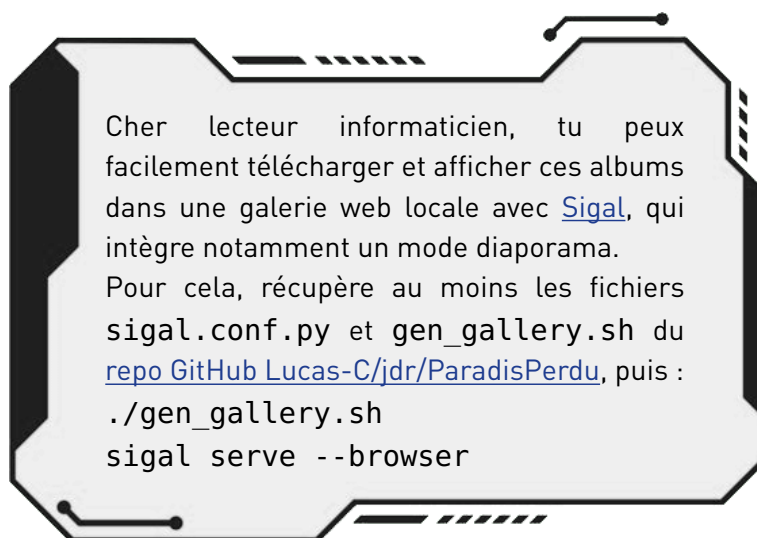 Cher lecteur informaticien, tu peux
facilement télécharger et afficher ces albums
dans une galerie web locale avec Sigal, qui
intègre notamment un mode diaporama.
Pour cela, récupère au moins les fichiers
sigal.conf.py et gen_gallery.sh du
repo GitHub Lucas-C/jdr/ParadisPerdu, puis :
./gen_gallery.sh
sigal serve --browser